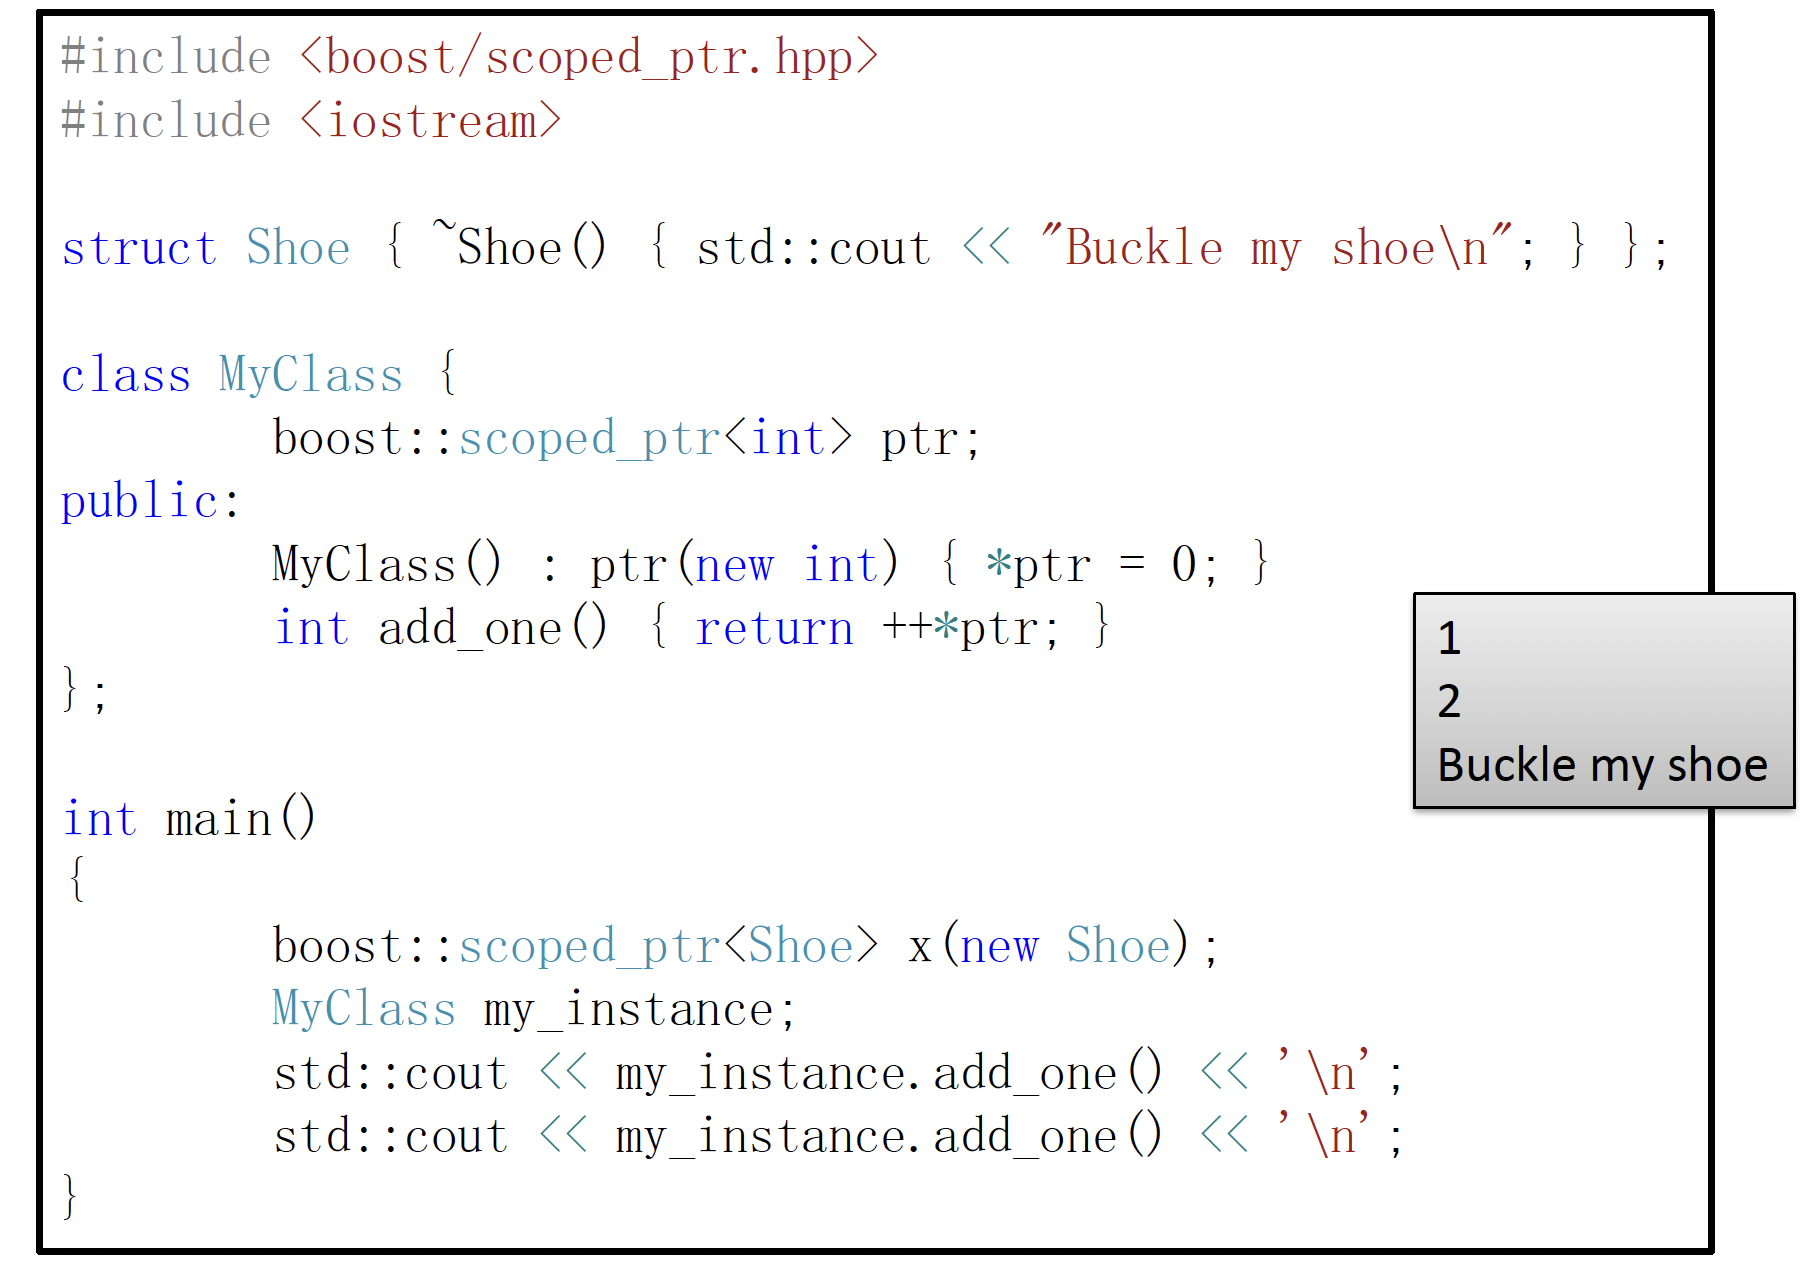 #include <boost/scoped_ptr.hpp>
#include <iostream>
struct Shoe { ~Shoe() { std::cout << "Buckle my shoe\n"; } };
class MyClass {
boost::scoped_ptr<int> ptr;
public:
MyClass() : ptr(new int) { *ptr = 0; }
int add_one() { return ++*ptr; }
};
int main()
{
boost::scoped_ptr<Shoe> x(new Shoe);
MyClass my_instance;
std::cout << my_instance.add_one() << '\n';
std::cout << my_instance.add_one() << '\n';
}
1
2
Buckle my shoe